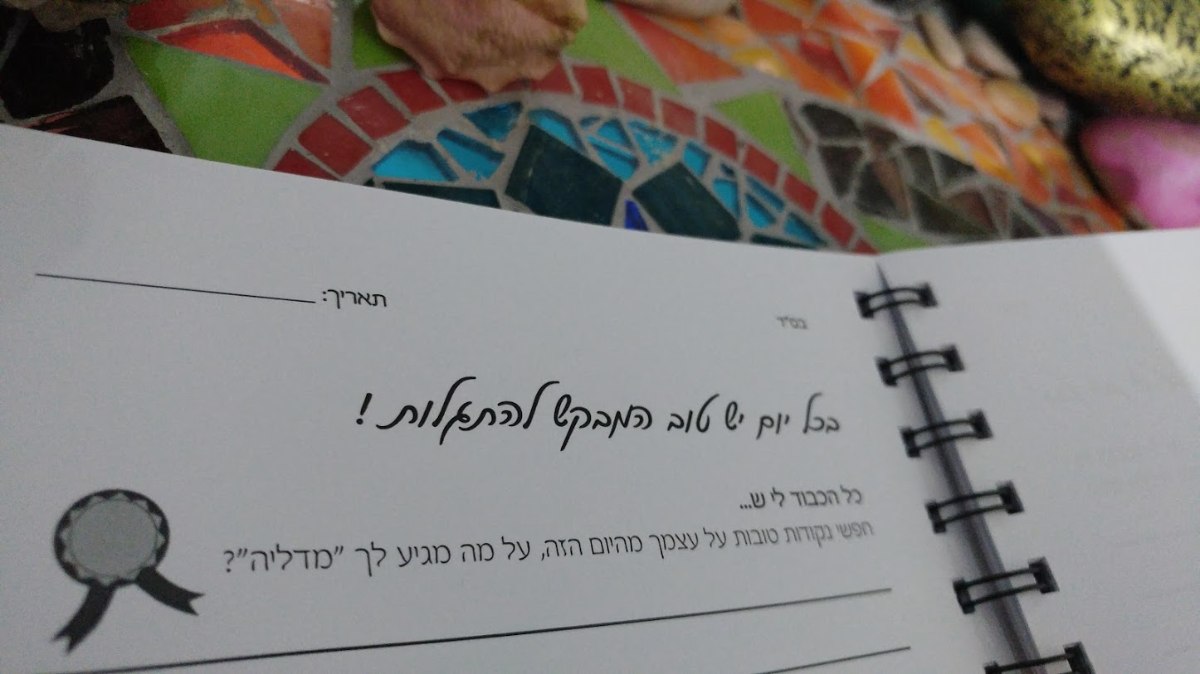 בס"ד
תאריך:
בכל יום יש טוב המבקש להתגלות !
כל הכבוד לי ש...
חפשי נקודות טובות על עצמך מהיום הזה, על מה מגיע לך "מדליה"?